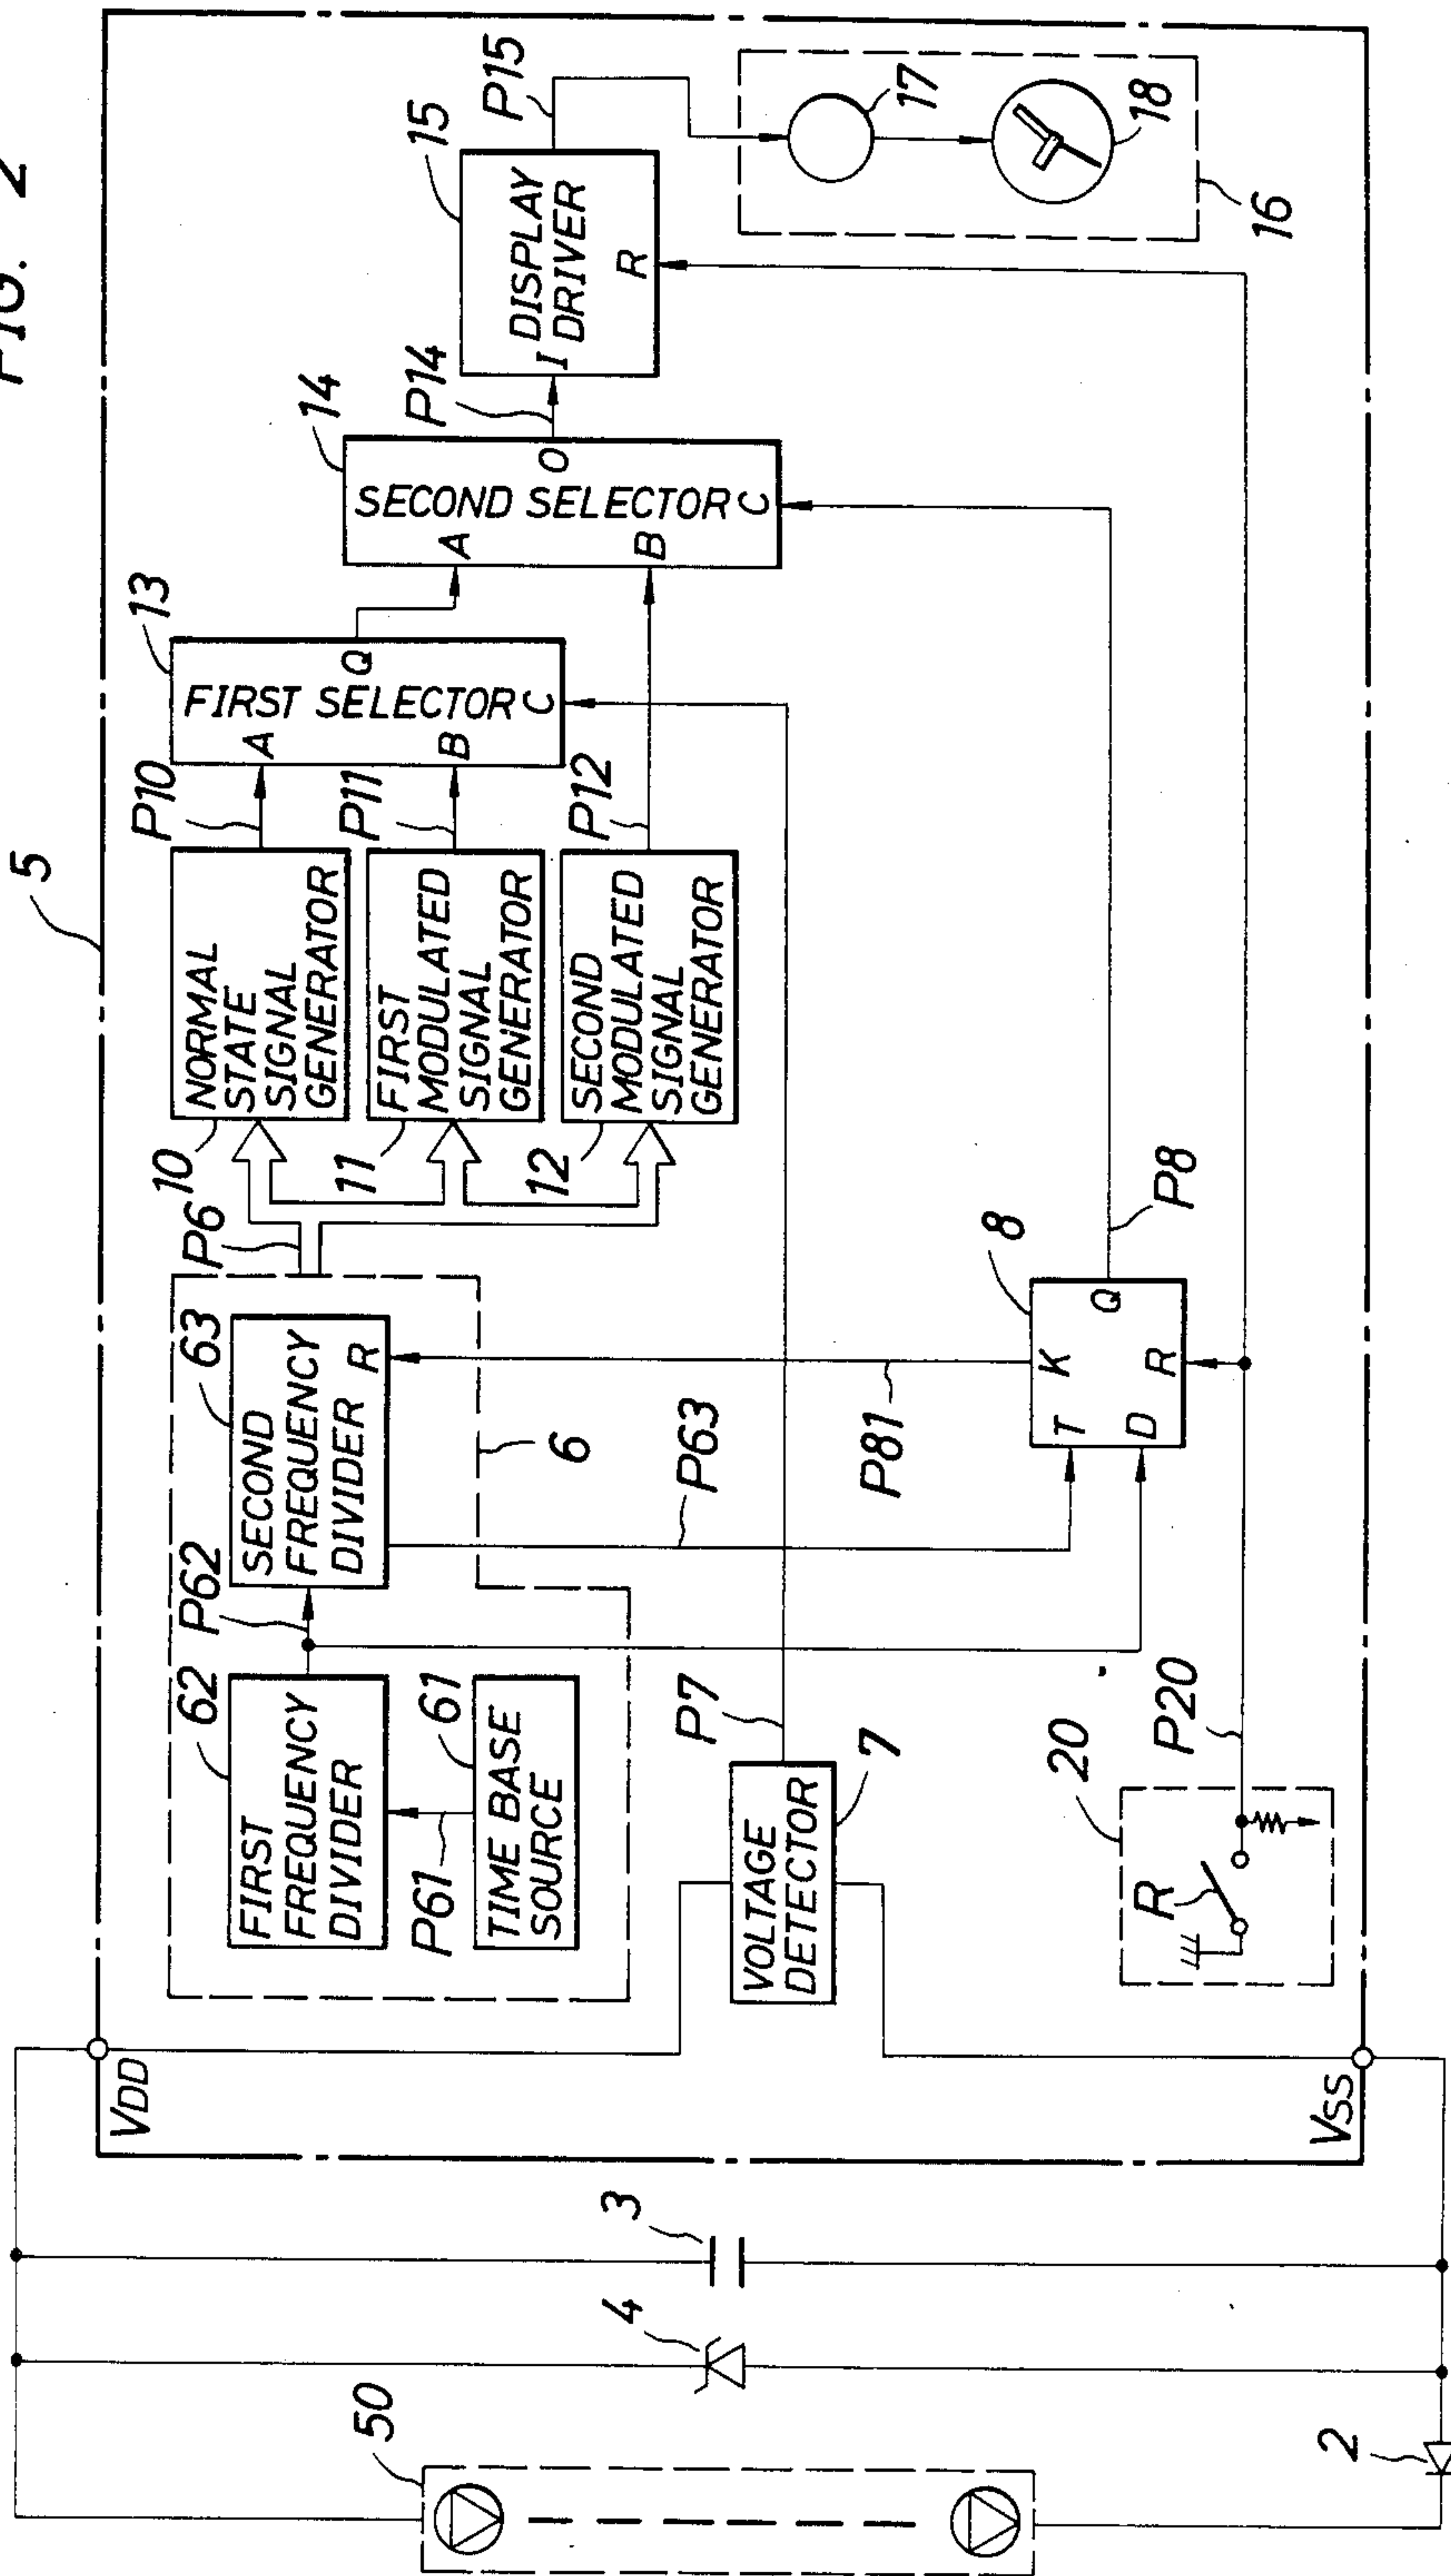 FIG. 2
5
P10
13
14
15
P15
P6
10
NORMAL
STATE
SIGNAL
GENERATOR
A
FIRST SELECTOR
Q
B
C
P11
11
FIRST
MODULATED
SIGNAL
GENERATOR
P12
12
SECOND
MODULATED
SIGNAL
GENERATOR
A
SECOND SELECTOR
O
B
C
P14
I
DISPLAY
DRIVER
R
17
18
16
62
FIRST
FREQUENCY
DIVIDER
P62
63
SECOND
FREQUENCY
DIVIDER
R
P61
61
TIME BASE
SOURCE
6
P63
P81
P7
7
VOLTAGE
DETECTOR
8
T
K
D
R
Q
P8
20
R
P20
VDD
VSS
3
4
50
2